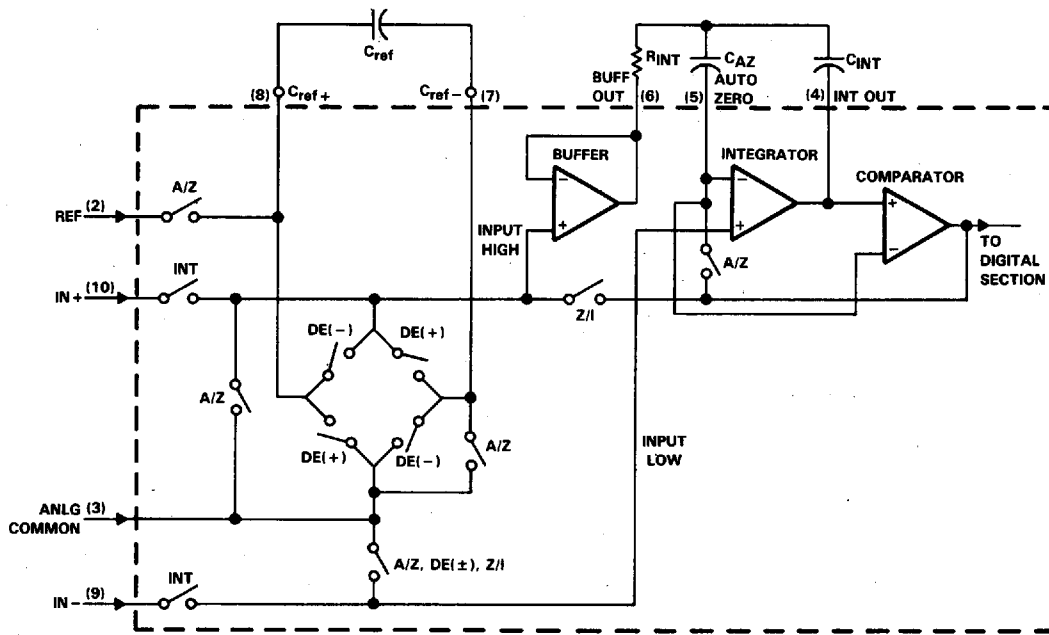 Cref
RINT
CAZ
AUTO
ZERO
CINT
BUFF
OUT
(8)
Cref+
Cref−
(7)
(6)
(5)
(4)
INT OUT
BUFFER
INTEGRATOR
COMPARATOR
A/Z
REF
(2)
−
+
−
+
+
−
INPUT
HIGH
A/Z
TO
DIGITAL
SECTION
INT
IN+
(10)
Z/I
DE(−)
DE(+)
A/Z
DE(+)
DE(−)
A/Z
INPUT
LOW
ANLG
COMMON
(3)
A/Z, DE(±), Z/I
INT
IN−
(9)